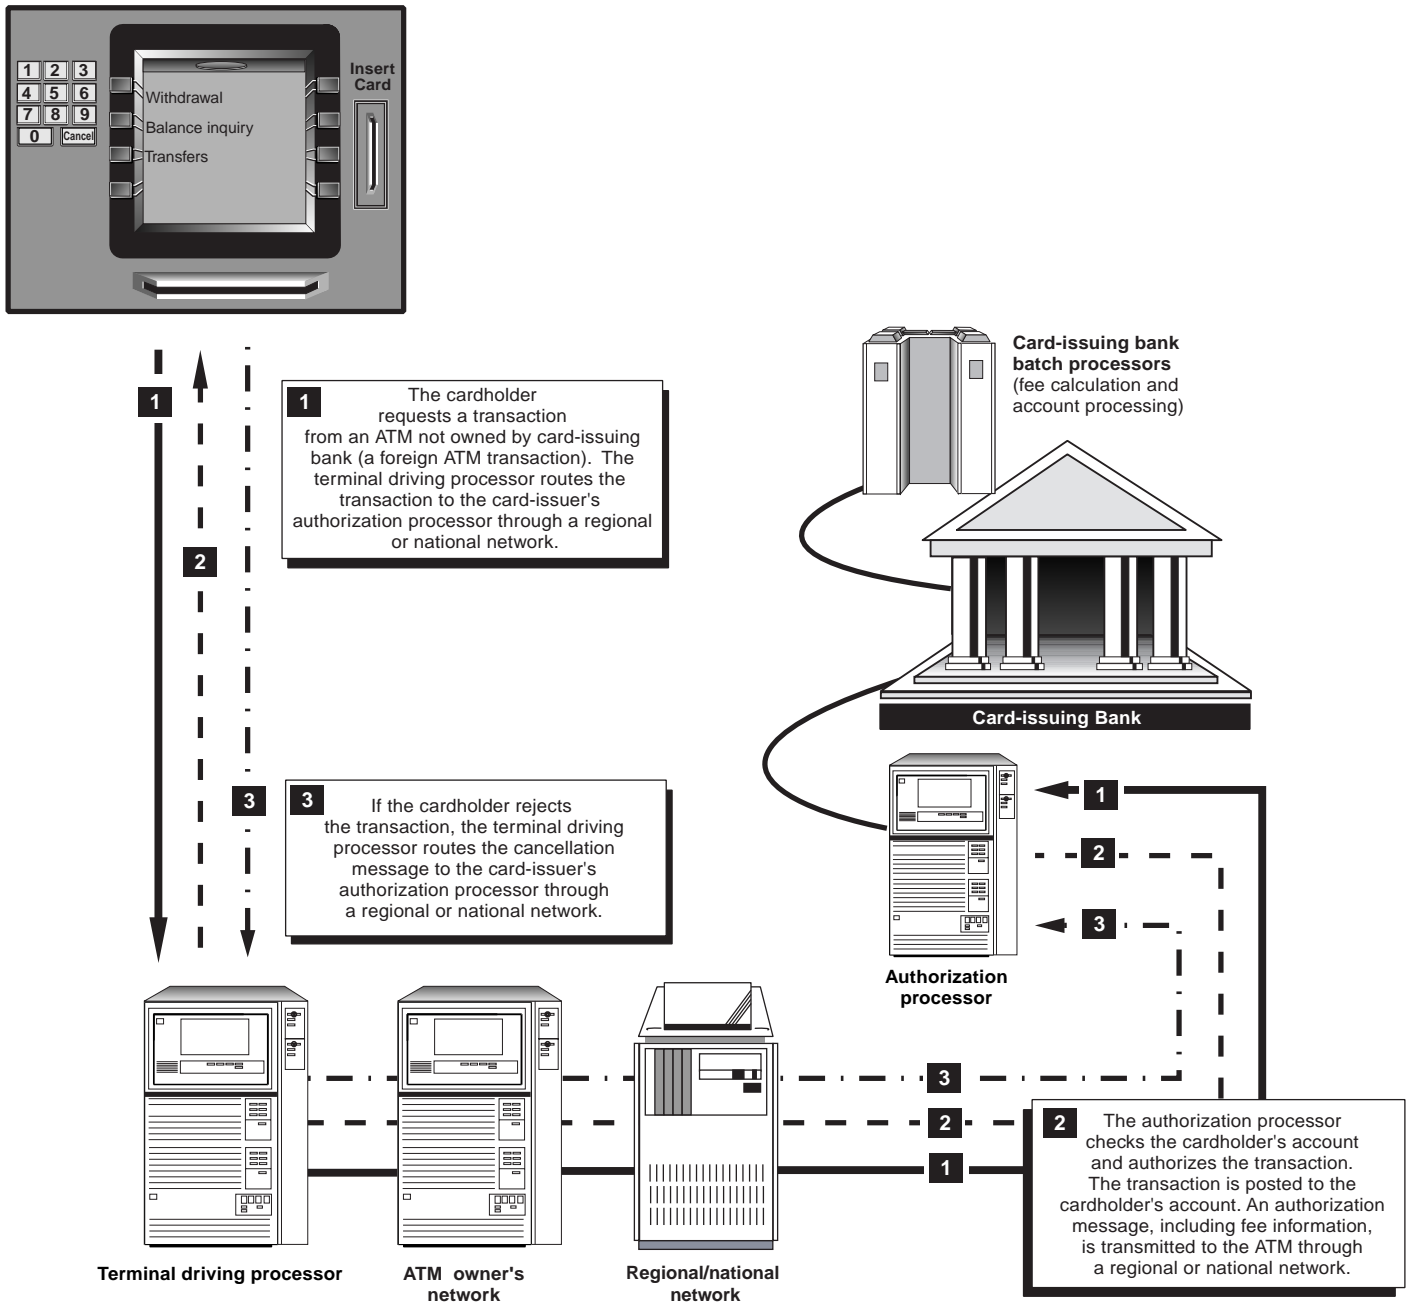 1 2 3
4 5 6
7 8 9
0 Cancel
Withdrawal
Balance inquiry
Transfers
Insert
Card
Card-issuing bank
batch processors
(fee calculation and
account processing)
1
1
The cardholder
requests a transaction
from an ATM not owned by card-issuing
bank (a foreign ATM transaction). The
terminal driving processor routes the
transaction to the card-issuer's
authorization processor through a regional
or national network.
2
Card-issuing Bank
3
3
If the cardholder rejects
the transaction, the terminal driving
processor routes the cancellation
message to the card-issuer's
authorization processor through
a regional or national network.
1
2
3
Authorization
processor
3
2
1
2
The authorization processor
checks the cardholder's account
and authorizes the transaction.
The transaction is posted to the
cardholder's account. An authorization
message, including fee information,
is transmitted to the ATM through
a regional or national network.
Terminal driving processor
ATM owner's
network
Regional/national
network